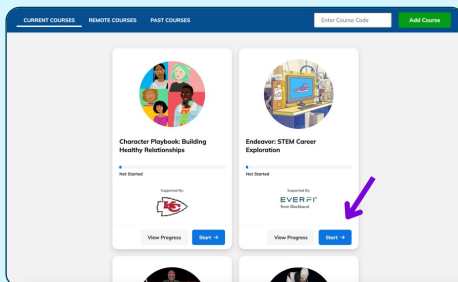 CURRENT COURSES REMOTE COURSES PAST COURSES Enter Course Code Add Course
Character Playbook: Building
Healthy Relationships
Not Started
Supported By:
KC
View Progress Start →
Endeavor: STEM Career
Exploration
Not Started
Supported By:
EVERFI
from Blackbaud
View Progress Start →